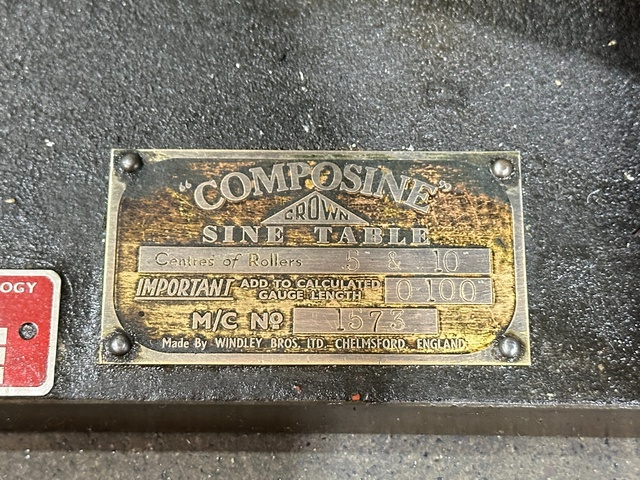 "COMPOSINE"
CROWN
SINE TABLE
Centres of Rollers 5 & 10
IMPORTANT ADD TO CALCULATED GAUGE LENGTH 0 100
M/C Nº 1573
Made By WINDLEY BROS. LTD. CHELMSFORD. ENGLAND.
OGY